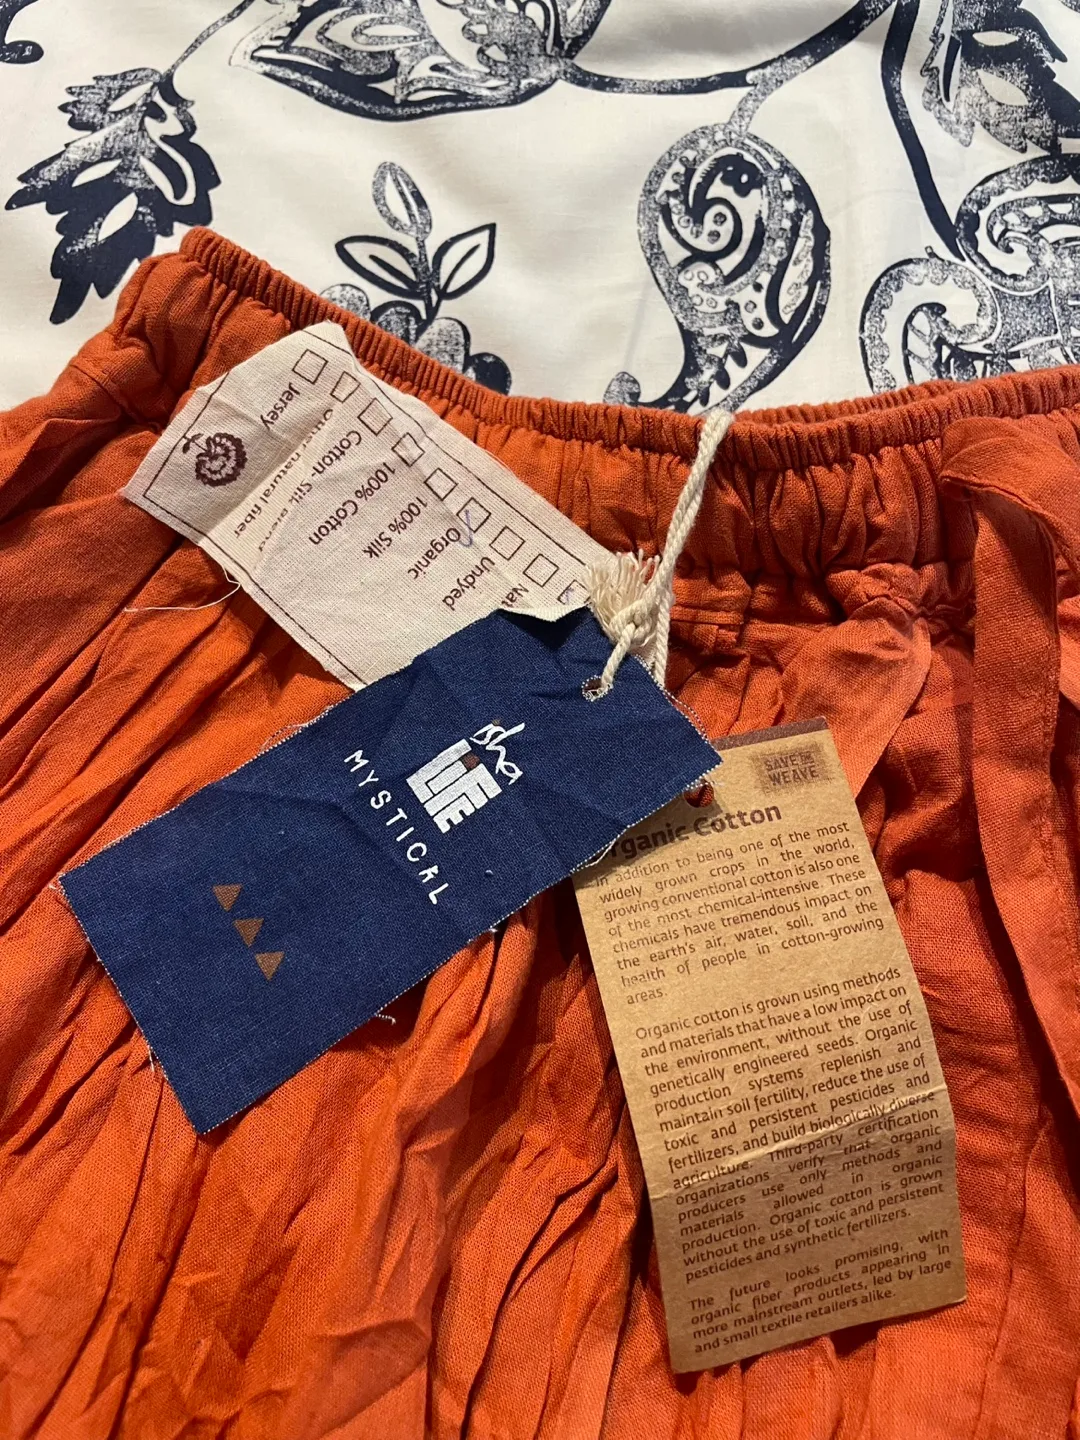 Jersey
Other natural fiber
Cotton-Silk Blend
100% Cotton
100% Silk
Organic
Undyed
Nat
isha
LIFE
MYSTICAL
SAVE THE
WEAVE
Organic Cotton
In addition to being one of the most
widely grown crops in the world,
growing conventional cotton is also one
of the most chemical-intensive. These
chemicals have tremendous impact on
the earth's air, water, soil, and the
health of people in cotton-growing
areas.
Organic cotton is grown using methods
and materials that have a low impact on
the environment, without the use of
genetically engineered seeds. Organic
production systems replenish and
maintain soil fertility, reduce the use of
toxic and persistent pesticides and
fertilizers, and build biologically diverse
agriculture. Third-party certification
organizations verify that organic
producers use only methods and
materials allowed in organic
production. Organic cotton is grown
without the use of toxic and persistent
pesticides and synthetic fertilizers.
The future looks promising, with
organic fiber products appearing in
more mainstream outlets, led by large
and small textile retailers alike.